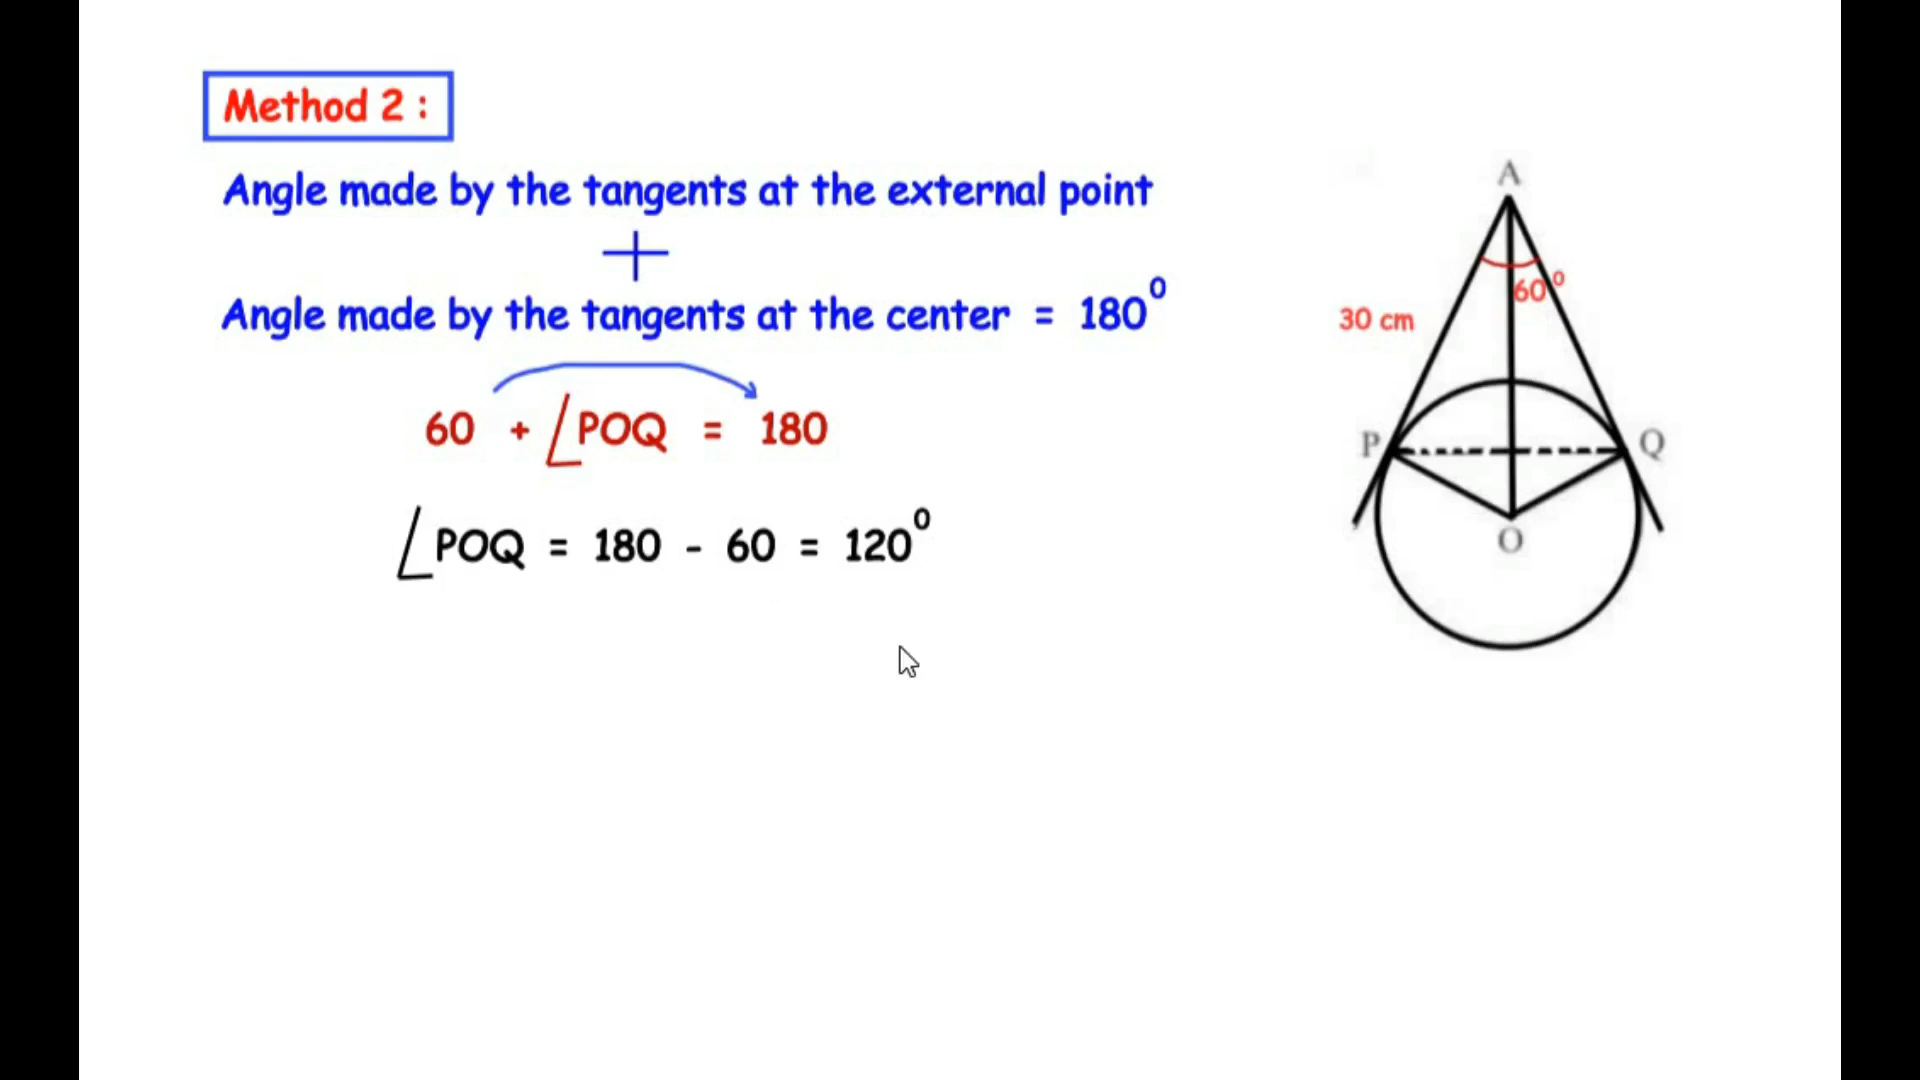 Method 2 :
Angle made by the tangents at the external point
+
Angle made by the tangents at the center = 180⁰
60 + ∠POQ = 180
∠POQ = 180 - 60 = 120⁰
A
60⁰
30 cm
P
Q
O